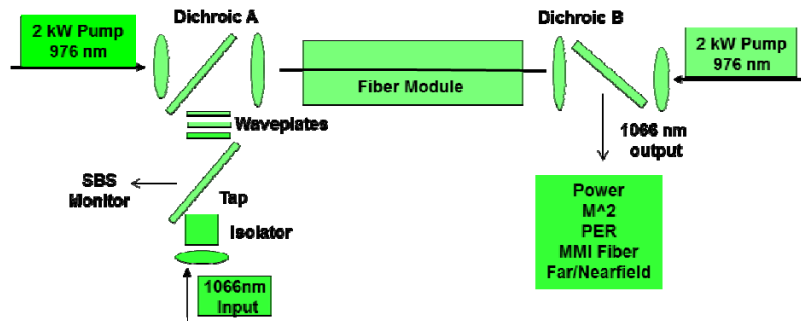 Dichroic A
Dichroic B
2 kW Pump
976 nm
2 kW Pump
976 nm
Fiber Module
Waveplates
1066 nm
output
SBS
Monitor
Tap
Isolator
Power
M^2
PER
MMI Fiber
Far/Nearfield
1066nm
Input